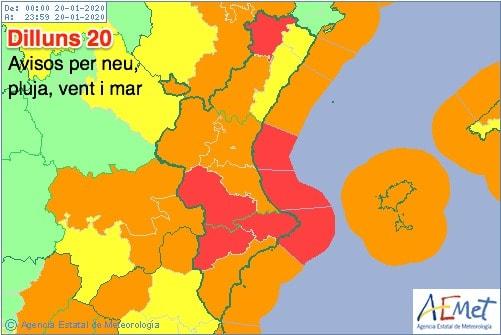 De: 00:00 20-01-2020
A: 23:59 20-01-2020
Dilluns 20
Avisos per neu,
pluja, vent i mar
© Agencia Estatal de Meteorología
AEMet
Agencia Estatal de Meteorología